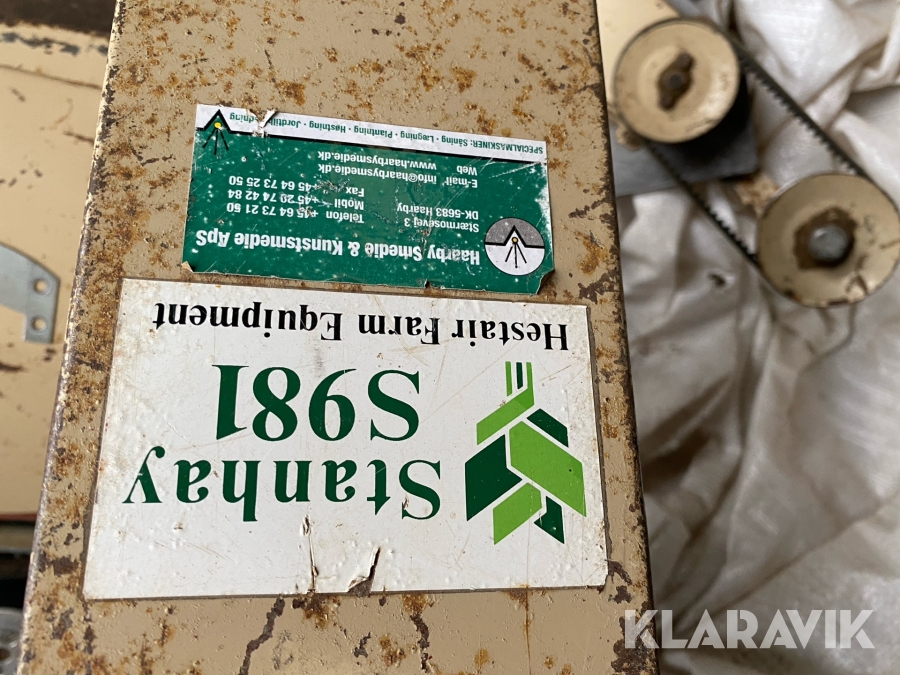 Stanhay
S981
Hestair Farm Equipment
Haarby Smedie & Kunstsmedie ApS
Stærmosevej 3
DK-5683 Haarby
Telefon +45 64 73 21 50
Mobil +45 20 74 42 84
Fax +45 64 73 25 50
E-mail info@haarbysmedie.dk
Web www.haarbysmedie.dk
SPECIALMASKINER: Såning - Lægning - Plantning - Høstning
KLARAVIK